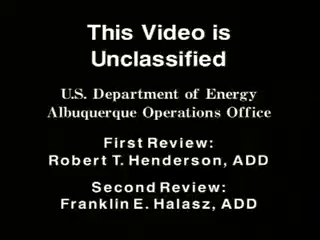 This Video is
Unclassified
U.S. Department of Energy
Albuquerque Operations Office
First Review:
Robert T. Henderson, ADD
Second Review:
Franklin E. Halasz, ADD